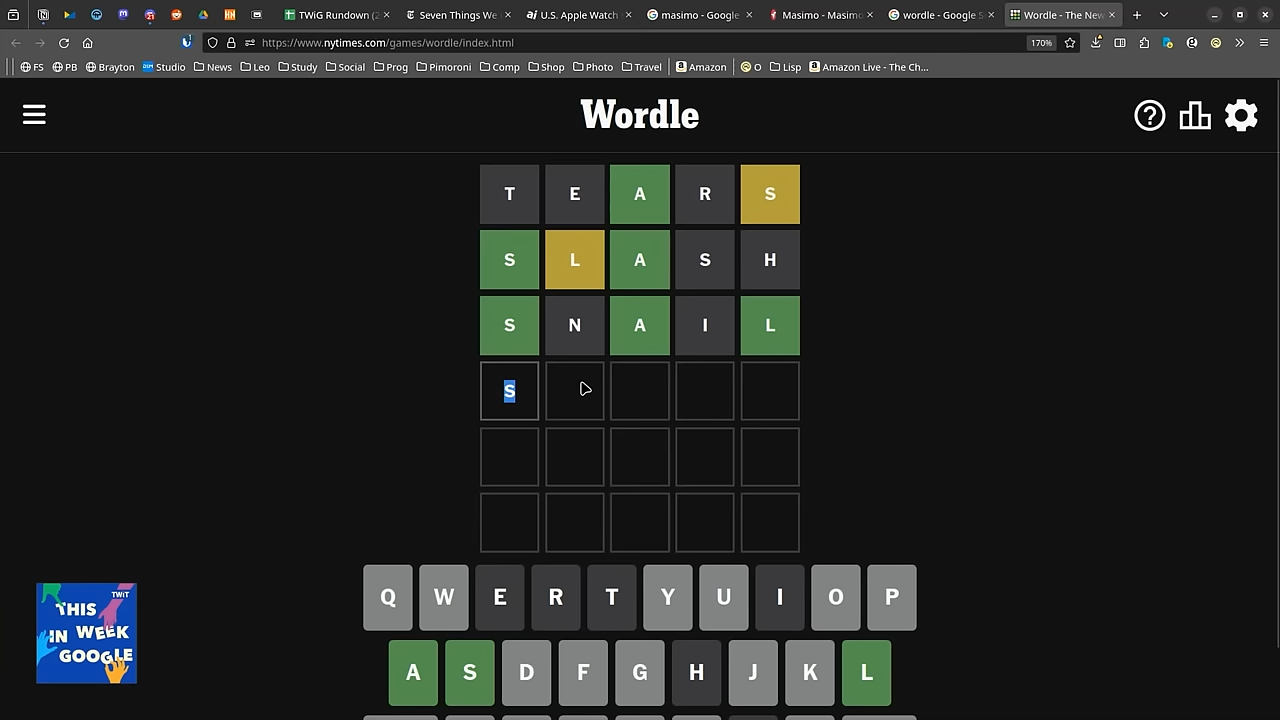 TWiG Rundown (2
Seven Things We
U.S. Apple Watch
masimo - Google
Masimo - Masimo
wordle - Google S
Wordle - The New
https://www.nytimes.com/games/wordle/index.html
170%
FS
PB
Brayton
Studio
News
Leo
Study
Social
Prog
Pimoroni
Comp
Shop
Photo
Travel
Amazon
O
Lisp
Amazon Live - The Ch...
Wordle
T E A R S
S L A S H
S N A I L
S
Q W E R T Y U I O P
A S D F G H J K L
TWiT
THIS
IN WEEK
GOOGLE